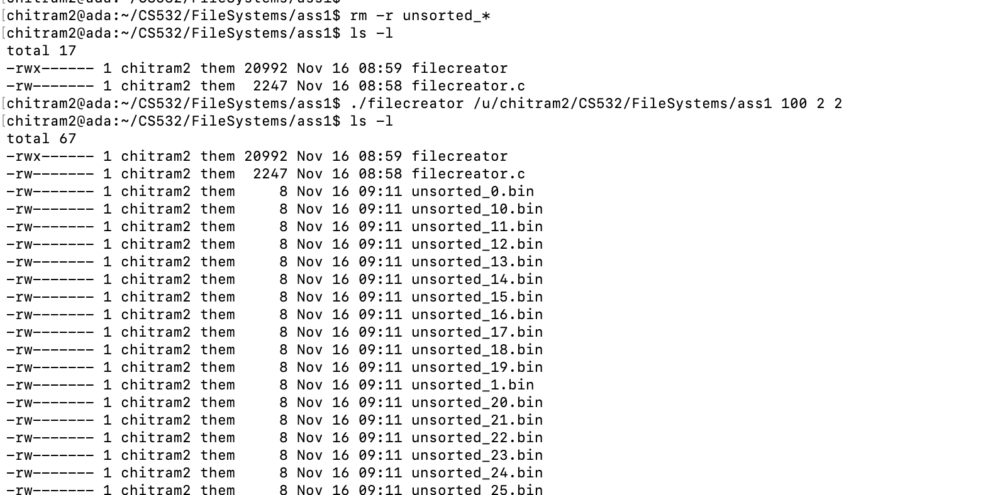 [chitram2@ada:~/CS532/FileSystems/ass1$
[chitram2@ada:~/CS532/FileSystems/ass1$ rm -r unsorted_*
[chitram2@ada:~/CS532/FileSystems/ass1$ ls -l
total 17
-rwx------ 1 chitram2 them 20992 Nov 16 08:59 filecreator
-rw------- 1 chitram2 them  2247 Nov 16 08:58 filecreator.c
[chitram2@ada:~/CS532/FileSystems/ass1$ ./filecreator /u/chitram2/CS532/FileSystems/ass1 100 2 2
[chitram2@ada:~/CS532/FileSystems/ass1$ ls -l
total 67
-rwx------ 1 chitram2 them 20992 Nov 16 08:59 filecreator
-rw------- 1 chitram2 them  2247 Nov 16 08:58 filecreator.c
-rw------- 1 chitram2 them     8 Nov 16 09:11 unsorted_0.bin
-rw------- 1 chitram2 them     8 Nov 16 09:11 unsorted_10.bin
-rw------- 1 chitram2 them     8 Nov 16 09:11 unsorted_11.bin
-rw------- 1 chitram2 them     8 Nov 16 09:11 unsorted_12.bin
-rw------- 1 chitram2 them     8 Nov 16 09:11 unsorted_13.bin
-rw------- 1 chitram2 them     8 Nov 16 09:11 unsorted_14.bin
-rw------- 1 chitram2 them     8 Nov 16 09:11 unsorted_15.bin
-rw------- 1 chitram2 them     8 Nov 16 09:11 unsorted_16.bin
-rw------- 1 chitram2 them     8 Nov 16 09:11 unsorted_17.bin
-rw------- 1 chitram2 them     8 Nov 16 09:11 unsorted_18.bin
-rw------- 1 chitram2 them     8 Nov 16 09:11 unsorted_19.bin
-rw------- 1 chitram2 them     8 Nov 16 09:11 unsorted_1.bin
-rw------- 1 chitram2 them     8 Nov 16 09:11 unsorted_20.bin
-rw------- 1 chitram2 them     8 Nov 16 09:11 unsorted_21.bin
-rw------- 1 chitram2 them     8 Nov 16 09:11 unsorted_22.bin
-rw------- 1 chitram2 them     8 Nov 16 09:11 unsorted_23.bin
-rw------- 1 chitram2 them     8 Nov 16 09:11 unsorted_24.bin
-rw------- 1 chitram2 them     8 Nov 16 09:11 unsorted_25.bin